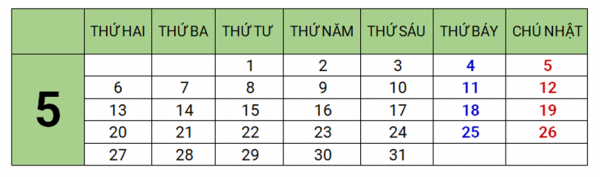 THỨ HAI THỨ BA THỨ TƯ THỨ NĂM THỨ SÁU THỨ BẢY CHỦ NHẬT
5
1 2 3 4 5
6 7 8 9 10 11 12
13 14 15 16 17 18 19
20 21 22 23 24 25 26
27 28 29 30 31